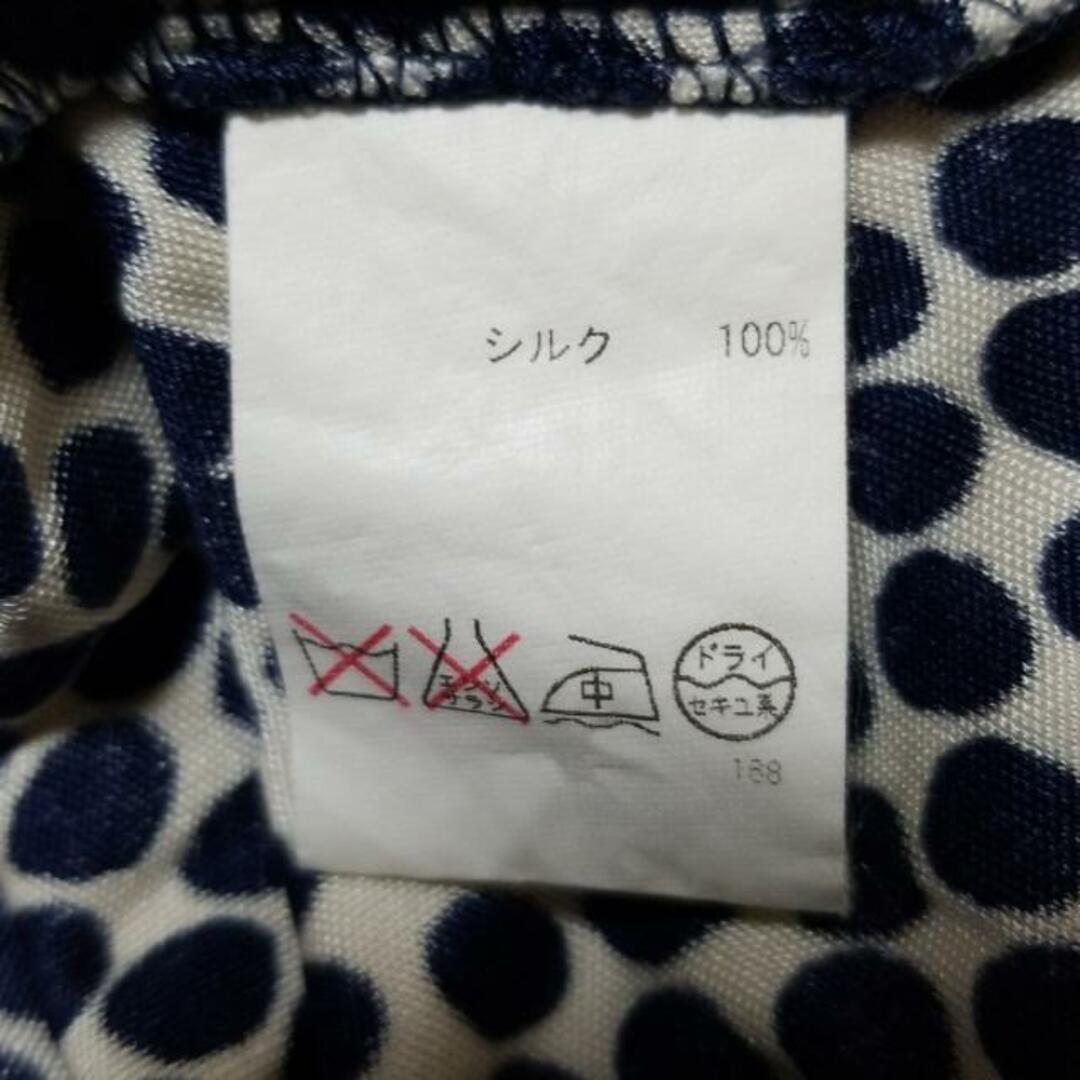 シルク 100%
エンソ
サラシ
中
ドライ
セキユ系
188